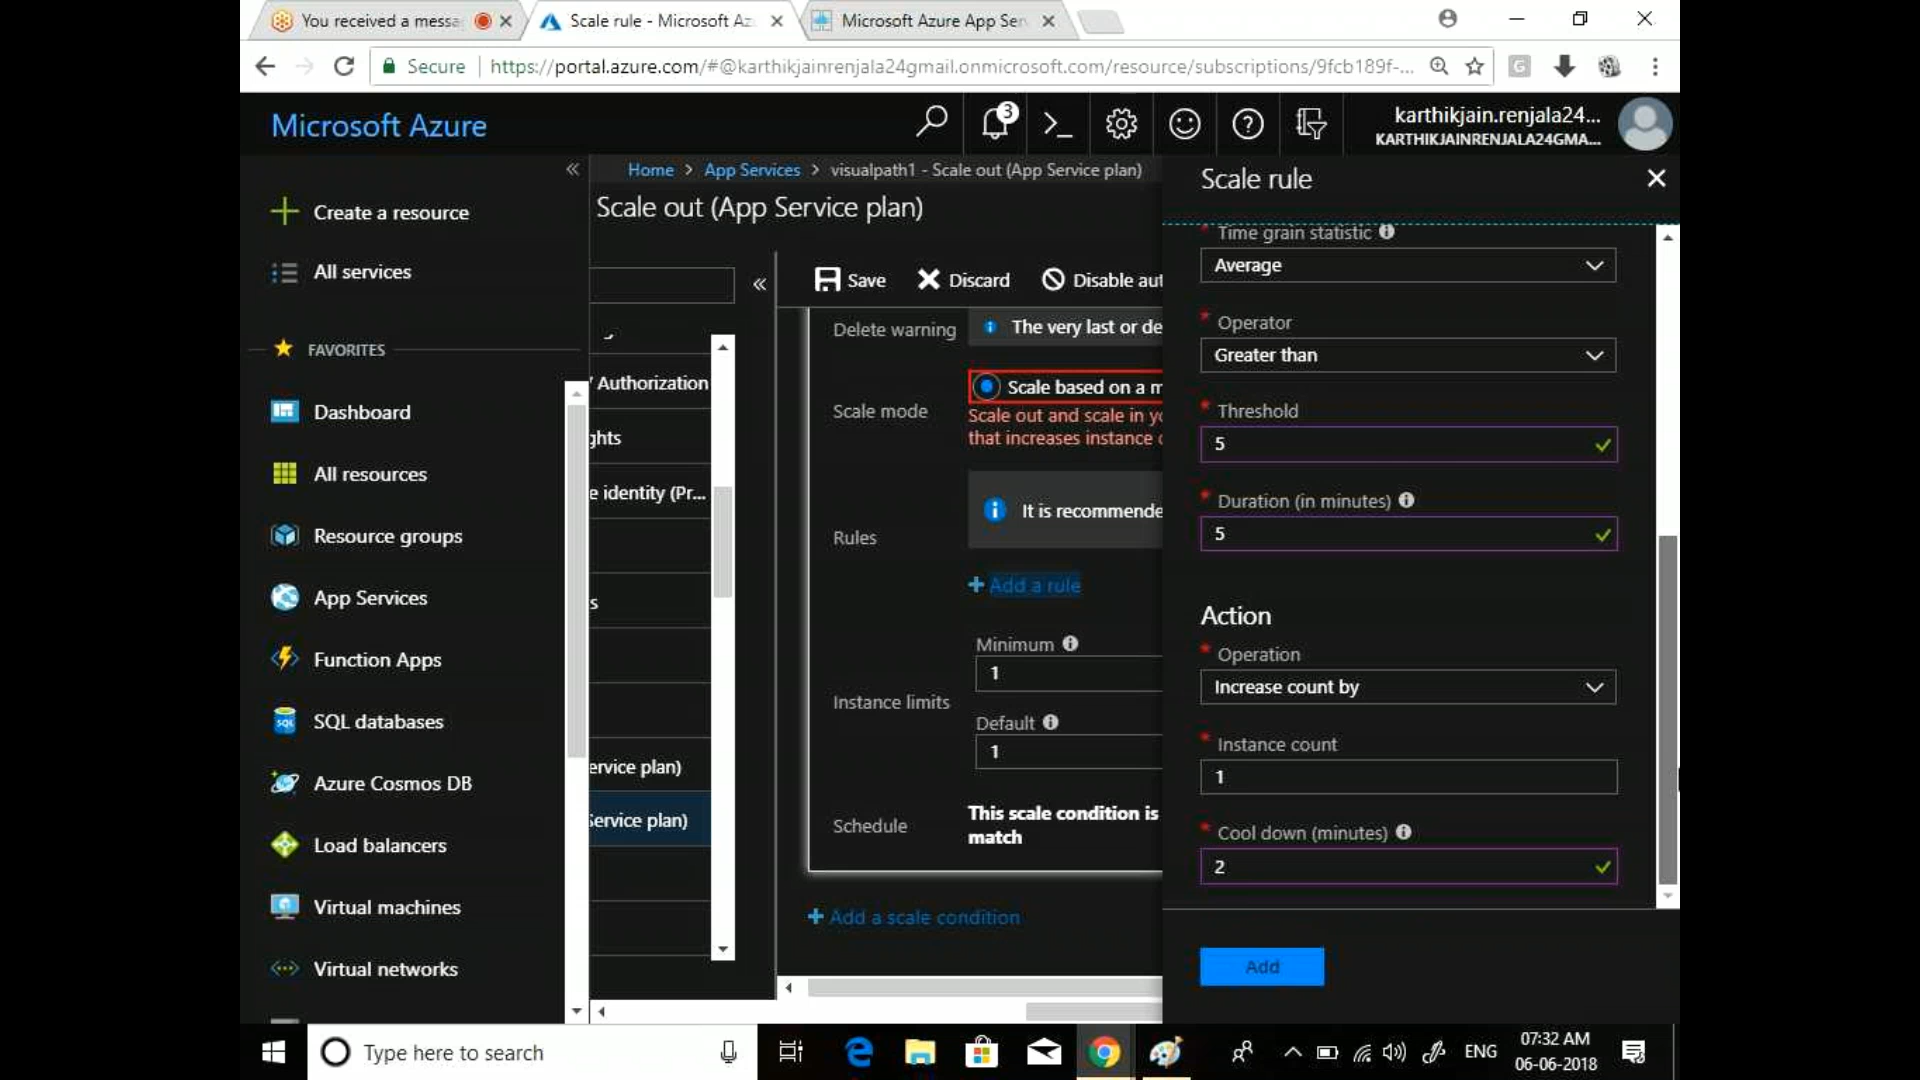 You received a messa
Scale rule - Microsoft Az
Microsoft Azure App Ser
Secure
https://portal.azure.com/#@karthikjainrenjala24gmail.onmicrosoft.com/resource/subscriptions/9fcb189f-...
Microsoft Azure
3
karthikjain.renjala24...
KARTHIKJAINRENJALA24GMA...
Home > App Services > visualpath1 - Scale out (App Service plan)
Scale out (App Service plan)
Create a resource
All services
FAVORITES
Dashboard
All resources
Resource groups
App Services
Function Apps
SQL databases
Azure Cosmos DB
Load balancers
Virtual machines
Virtual networks
/ Authorization
ghts
e identity (Pr...
s
ervice plan)
Service plan)
Save
Discard
Disable aut
Delete warning
The very last or de
Scale mode
Scale based on a m
Scale out and scale in yo
that increases instance c
Rules
It is recommende
+ Add a rule
Instance limits
Minimum
1
Default
1
Schedule
This scale condition is
match
+ Add a scale condition
Scale rule
* Time grain statistic
Average
* Operator
Greater than
* Threshold
5
* Duration (in minutes)
5
Action
* Operation
Increase count by
* Instance count
1
* Cool down (minutes)
2
Add
Type here to search
ENG
07:32 AM
06-06-2018